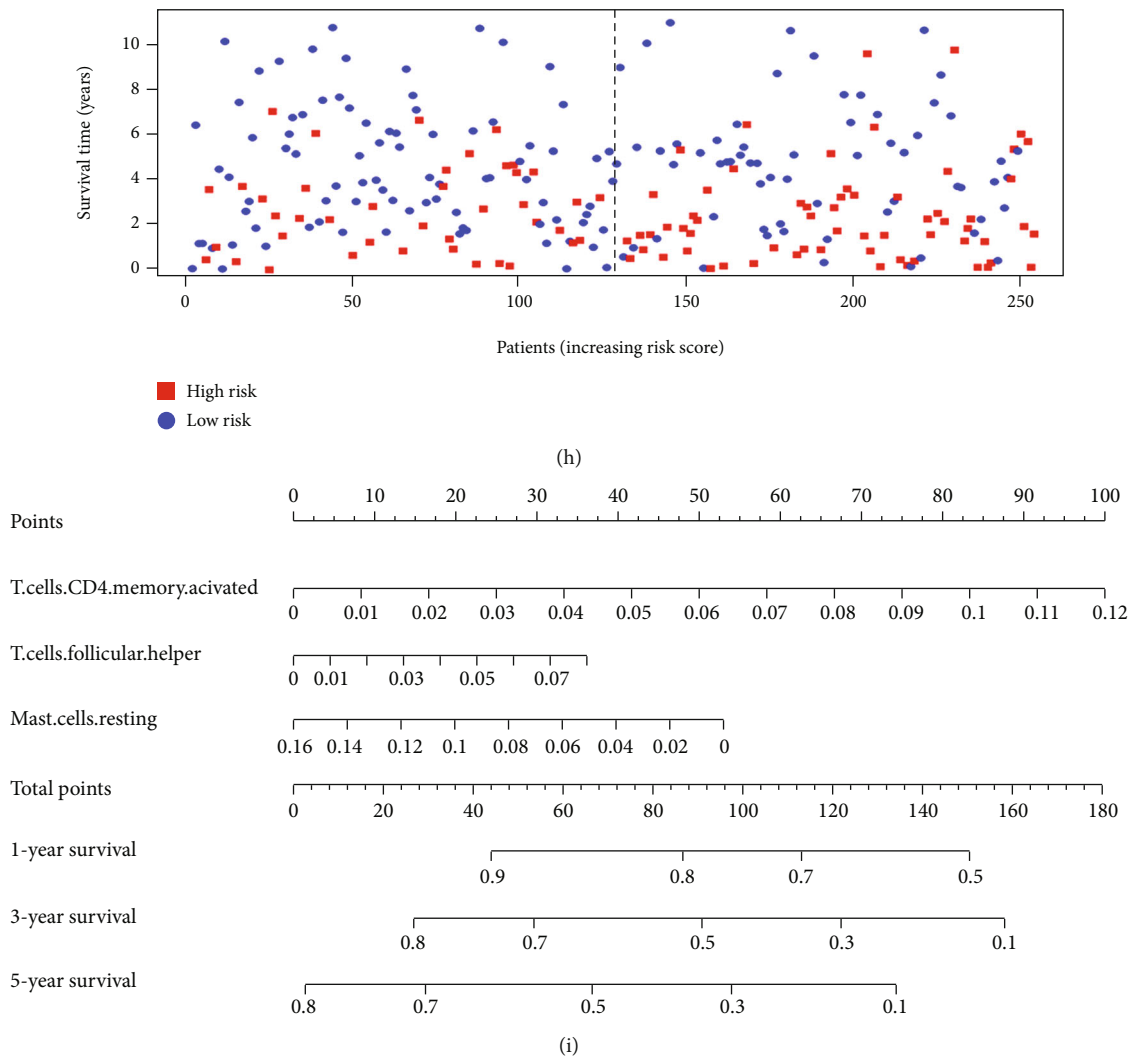 10
8
6
4
2
0
Survival time (years)
0 50 100 150 200 250
Patients (increasing risk score)
High risk
Low risk
(h)
0 10 20 30 40 50 60 70 80 90 100
Points
T.cells.CD4.memory.acivated
0 0.01 0.02 0.03 0.04 0.05 0.06 0.07 0.08 0.09 0.1 0.11 0.12
T.cells.follicular.helper
0 0.01 0.03 0.05 0.07
Mast.cells.resting
0.16 0.14 0.12 0.1 0.08 0.06 0.04 0.02 0
Total points
0 20 40 60 80 100 120 140 160 180
1-year survival
0.9 0.8 0.7 0.5
3-year survival
0.8 0.7 0.5 0.3 0.1
5-year survival
0.8 0.7 0.5 0.3 0.1
(i)